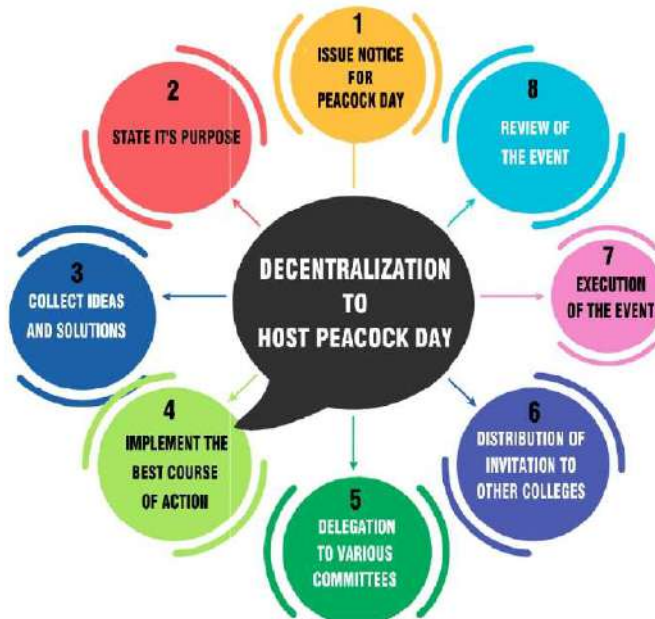 1
ISSUE NOTICE
FOR
PEACOCK DAY
2
STATE IT'S PURPOSE
3
COLLECT IDEAS
AND SOLUTIONS
4
IMPLEMENT THE
BEST COURSE
OF ACTION
5
DELEGATION
TO VARIOUS
COMMITTEES
6
DISTRIBUTION OF
INVITATION TO
OTHER COLLEGES
7
EXECUTION
OF THE EVENT
8
REVIEW OF
THE EVENT
DECENTRALIZATION
TO
HOST PEACOCK DAY